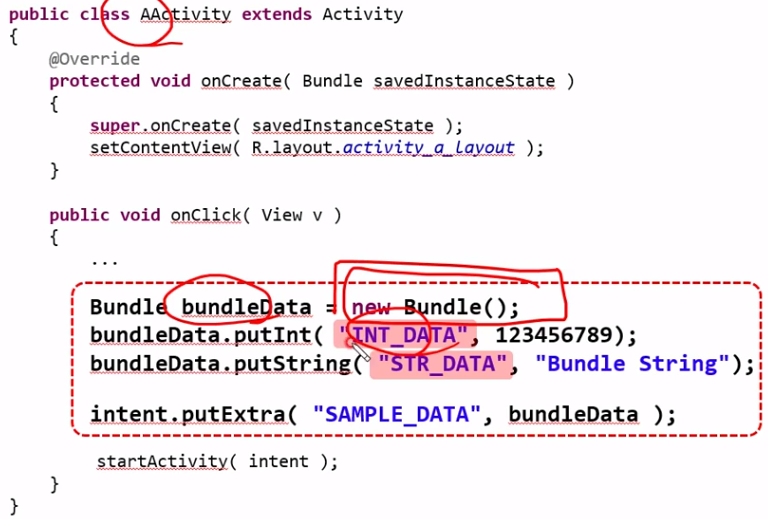 public class AActivity extends Activity
{
@Override
protected void onCreate( Bundle savedInstanceState )
{
super.onCreate( savedInstanceState );
setContentView( R.layout.activity_a_layout );
}
public void onClick( View v )
{
...
Bundle bundleData = new Bundle();
bundleData.putInt( "INT_DATA", 123456789);
bundleData.putString( "STR_DATA", "Bundle String");
intent.putExtra( "SAMPLE_DATA", bundleData );
startActivity( intent );
}
}